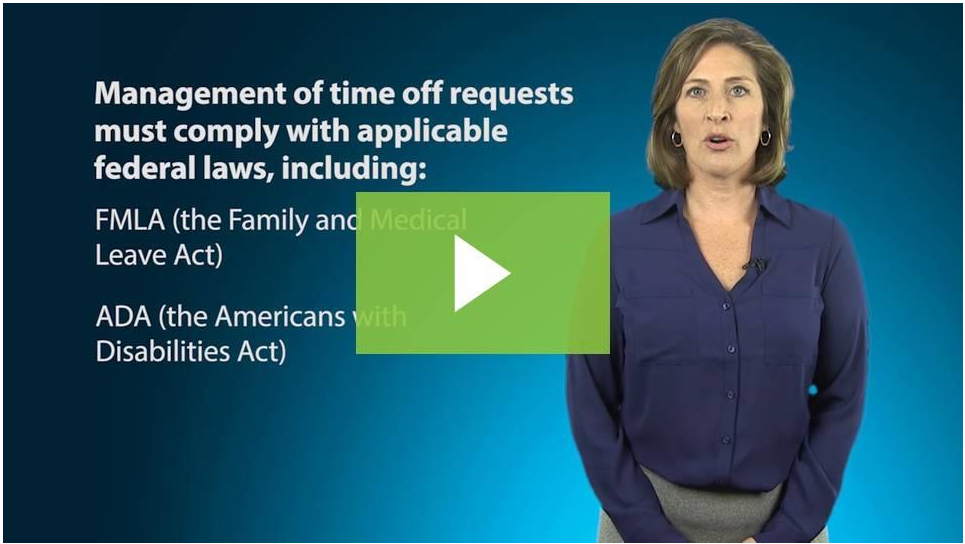 Management of time off requests
must comply with applicable
federal laws, including:
FMLA (the Family and Medical
Leave Act)
ADA (the Americans with
Disabilities Act)